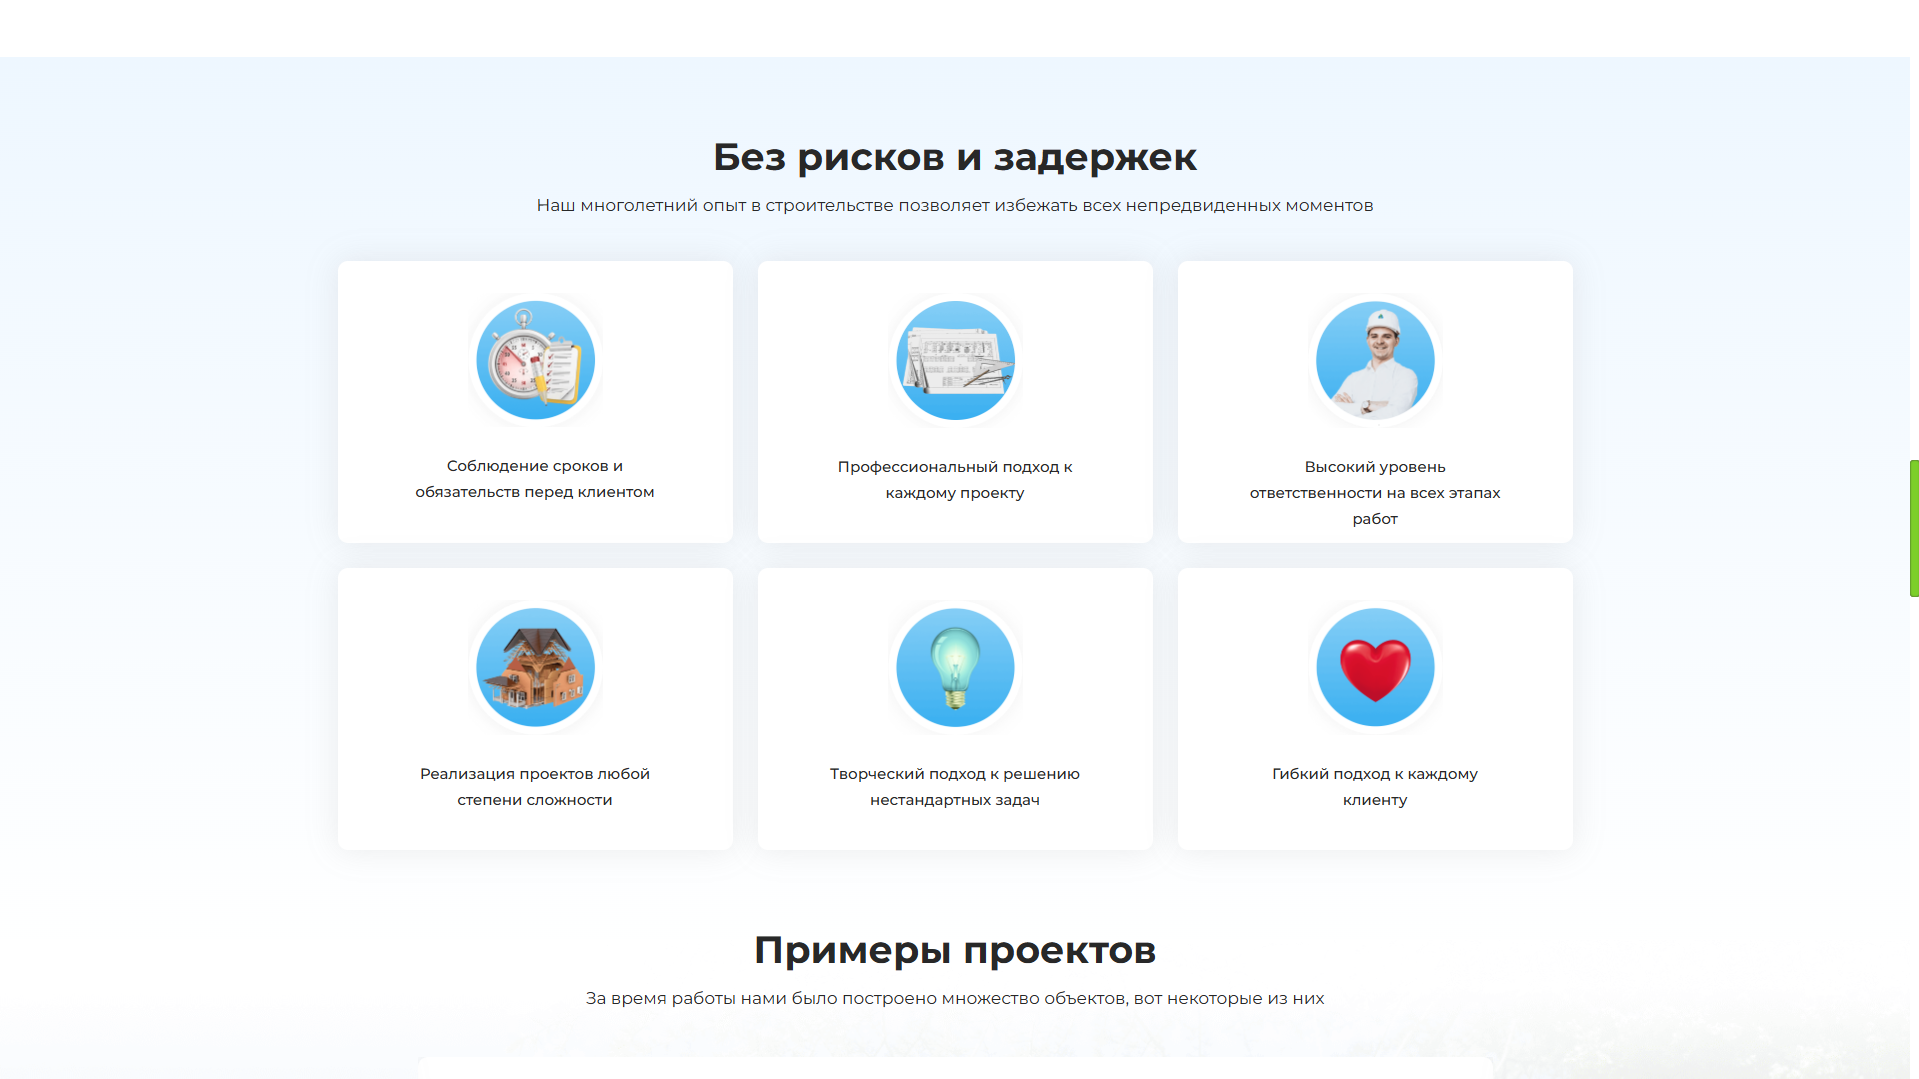 Без рисков и задержек
Наш многолетний опыт в строительстве позволяет избежать всех непредвиденных моментов
Соблюдение сроков и
обязательств перед клиентом
Профессиональный подход к
каждому проекту
Высокий уровень
ответственности на всех этапах
работ
Реализация проектов любой
степени сложности
Творческий подход к решению
нестандартных задач
Гибкий подход к каждому
клиенту
Примеры проектов
За время работы нами было построено множество объектов, вот некоторые из них